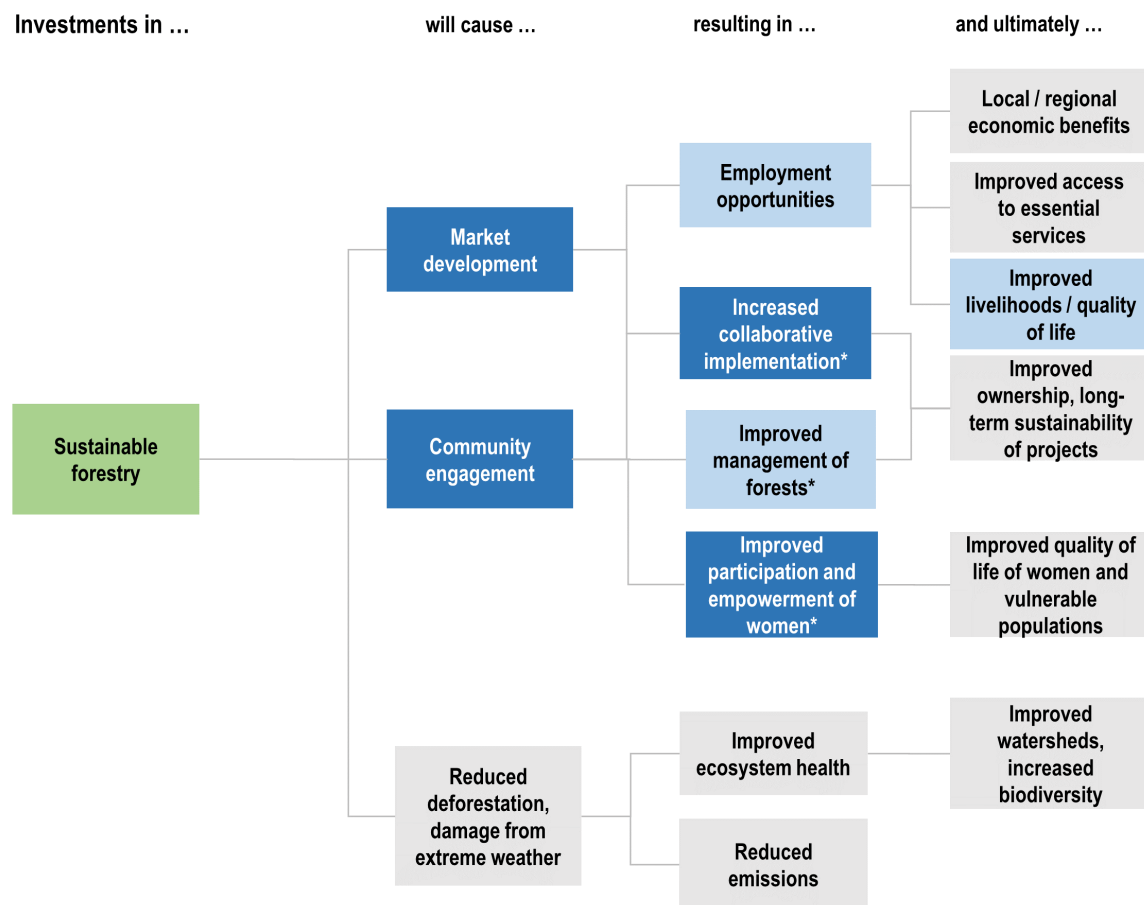 Investments in …
will cause …
resulting in …
and ultimately …
Sustainable
forestry
Market
development
Community
engagement
Reduced
deforestation,
damage from
extreme weather
Employment
opportunities
Increased
collaborative
implementation*
Improved
management of
forests*
Improved
participation and
empowerment of
women*
Improved
ecosystem health
Reduced
emissions
Local / regional
economic benefits
Improved access
to essential
services
Improved
livelihoods / quality
of life
Improved
ownership, long-
term sustainability
of projects
Improved quality of
life of women and
vulnerable
populations
Improved
watersheds,
increased
biodiversity